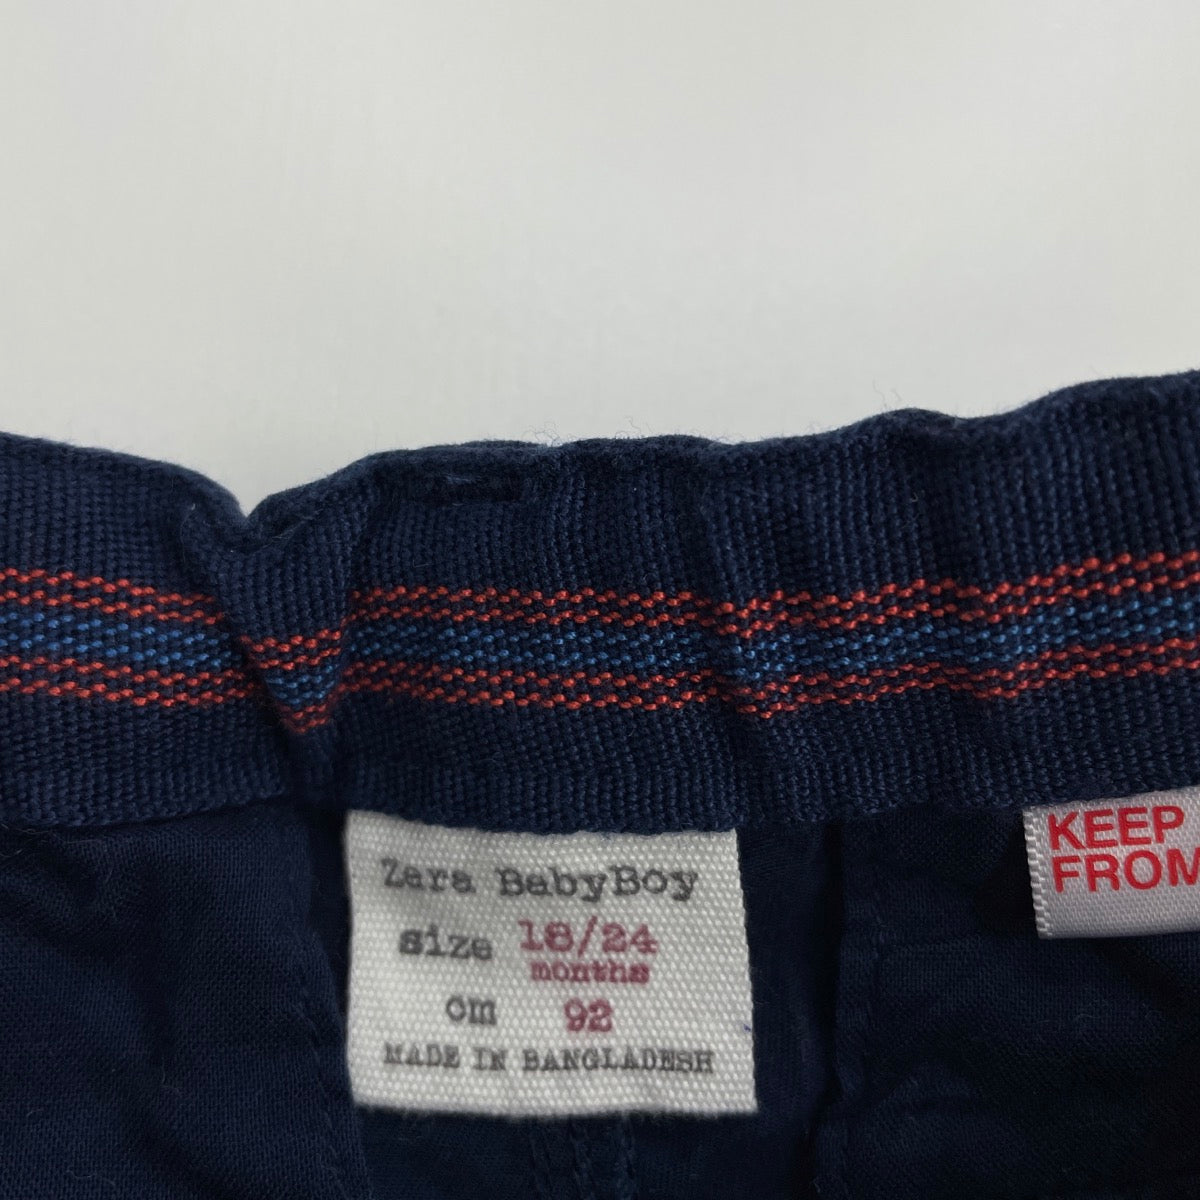 Zara BabyBoy
size 18/24
months
cm 92
MADE IN BANGLADESH
KEEP
FROM